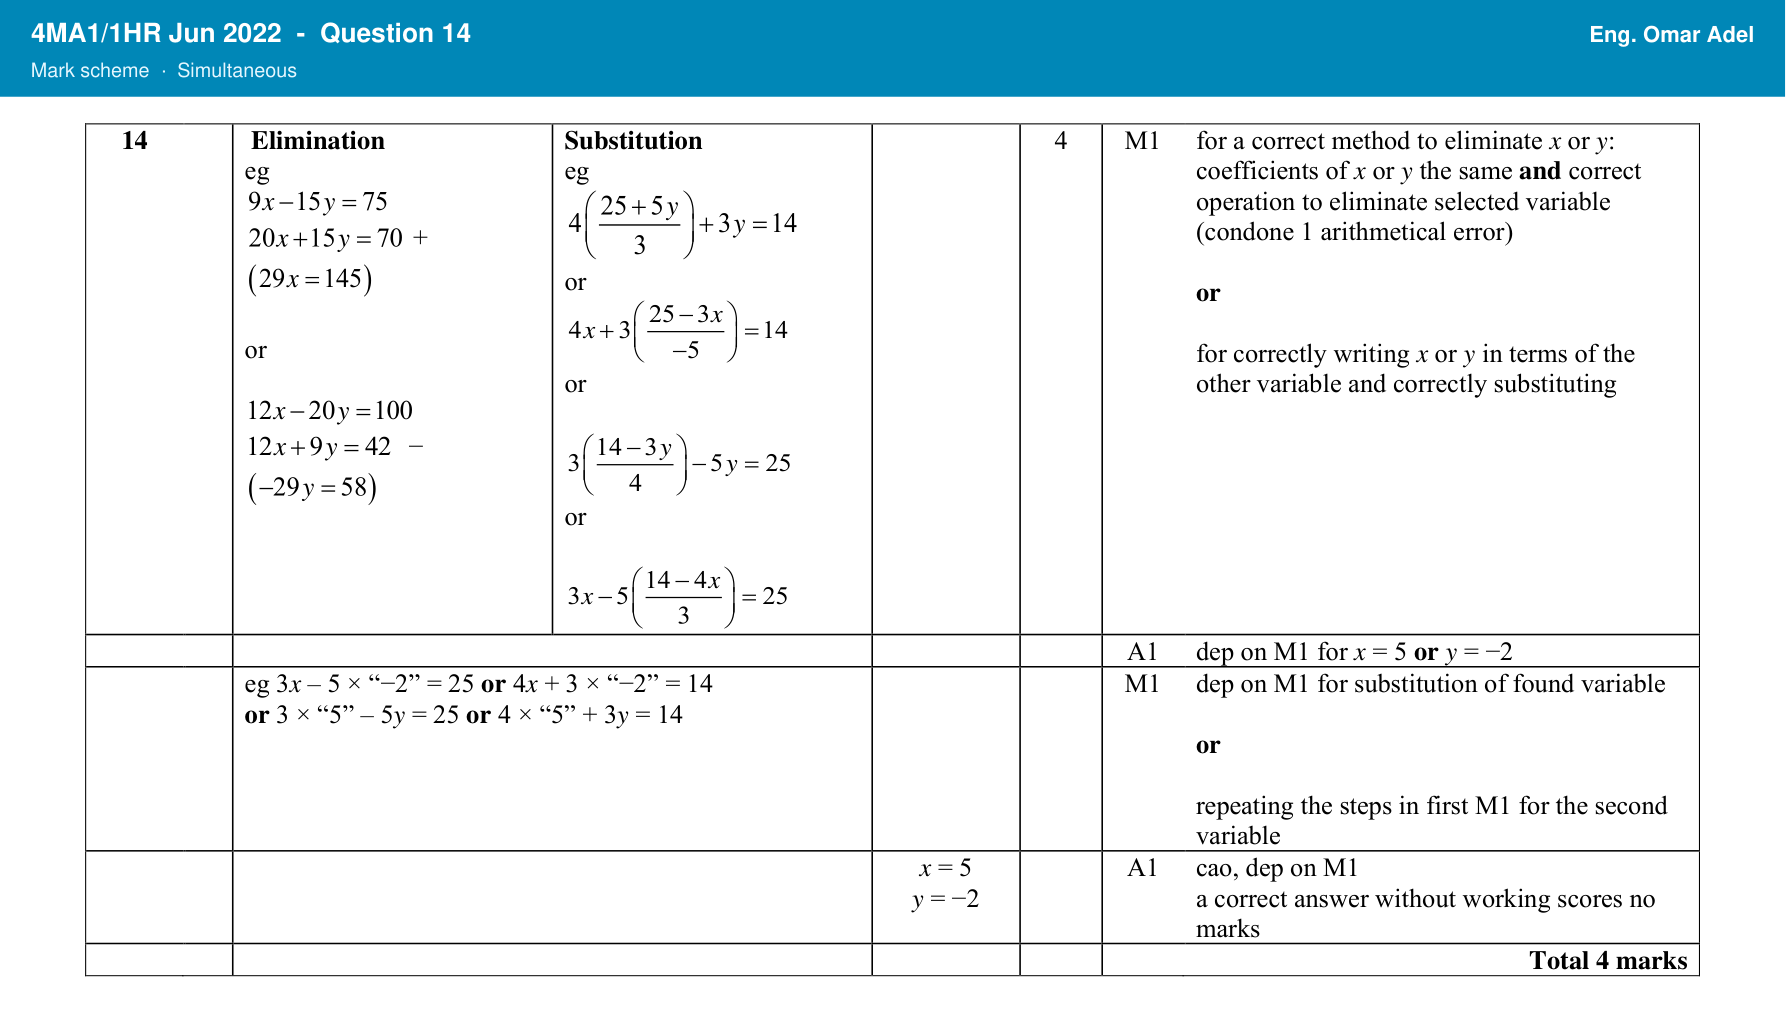 4MA1/1HR Jun 2022 - Question 14
Eng. Omar Adel
Mark scheme · Simultaneous
14
Elimination
eg
9x – 15y = 75
20x + 15y = 70 +
(29x = 145)
or
12x – 20y = 100
12x + 9y = 42 –
(–29y = 58)
Substitution
eg
4((25 + 5y)/3) + 3y = 14
or
4x + 3((25 – 3x)/–5) = 14
or
3((14 – 3y)/4) – 5y = 25
or
3x – 5((14 – 4x)/3) = 25
4
M1
for a correct method to eliminate x or y:
coefficients of x or y the same and correct
operation to eliminate selected variable
(condone 1 arithmetical error)
or
for correctly writing x or y in terms of the
other variable and correctly substituting
A1
dep on M1 for x = 5 or y = −2
eg 3x – 5 × “−2” = 25 or 4x + 3 × “−2” = 14
or 3 × “5” – 5y = 25 or 4 × “5” + 3y = 14
M1
dep on M1 for substitution of found variable
or
repeating the steps in first M1 for the second
variable
x = 5
y = −2
A1
cao, dep on M1
a correct answer without working scores no
marks
Total 4 marks